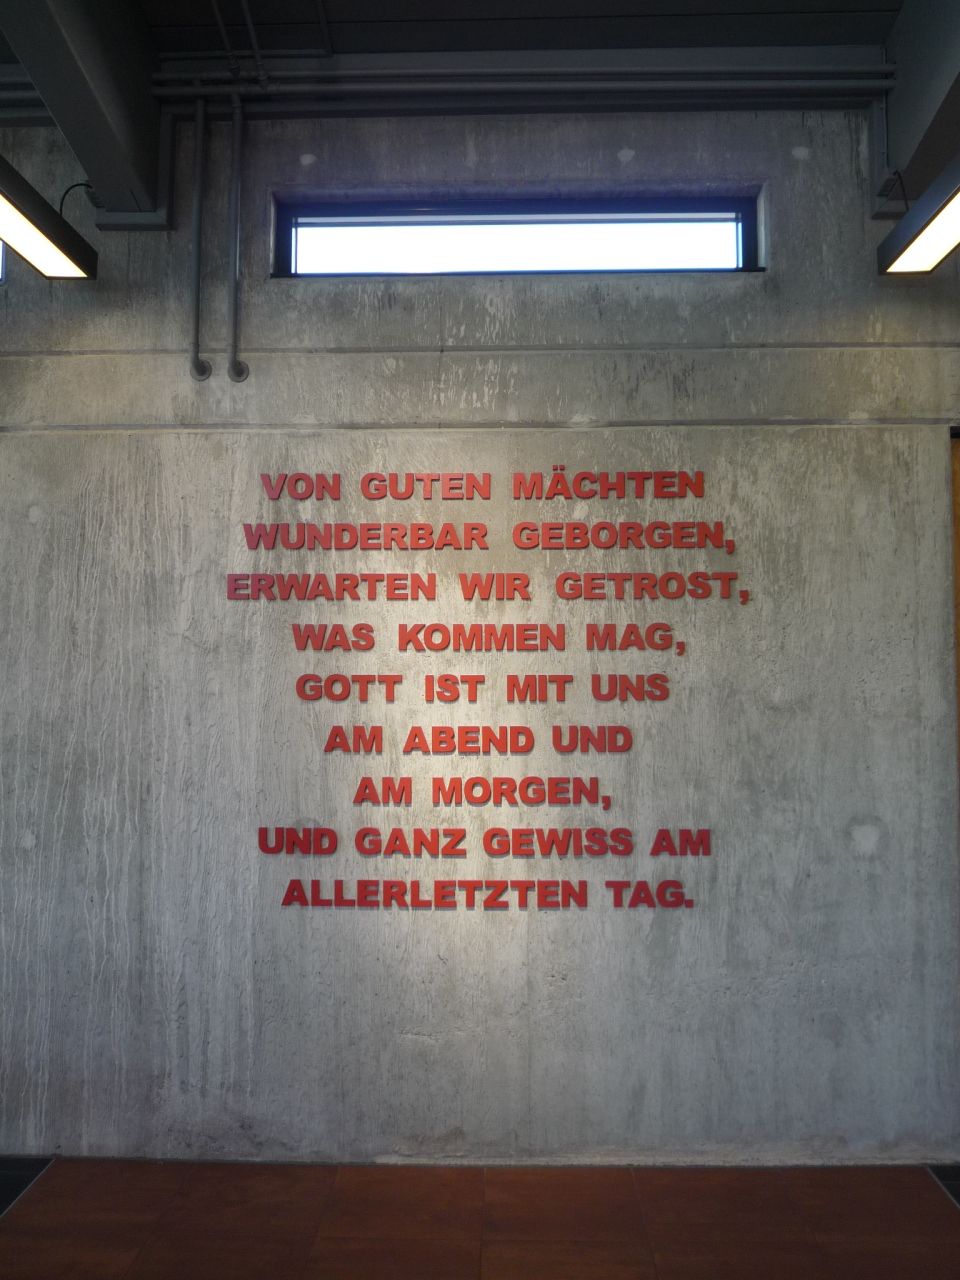 VON GUTEN MÄCHTEN
WUNDERBAR GEBORGEN,
ERWARTEN WIR GETROST,
WAS KOMMEN MAG,
GOTT IST MIT UNS
AM ABEND UND
AM MORGEN,
UND GANZ GEWISS AM
ALLERLETZTEN TAG.